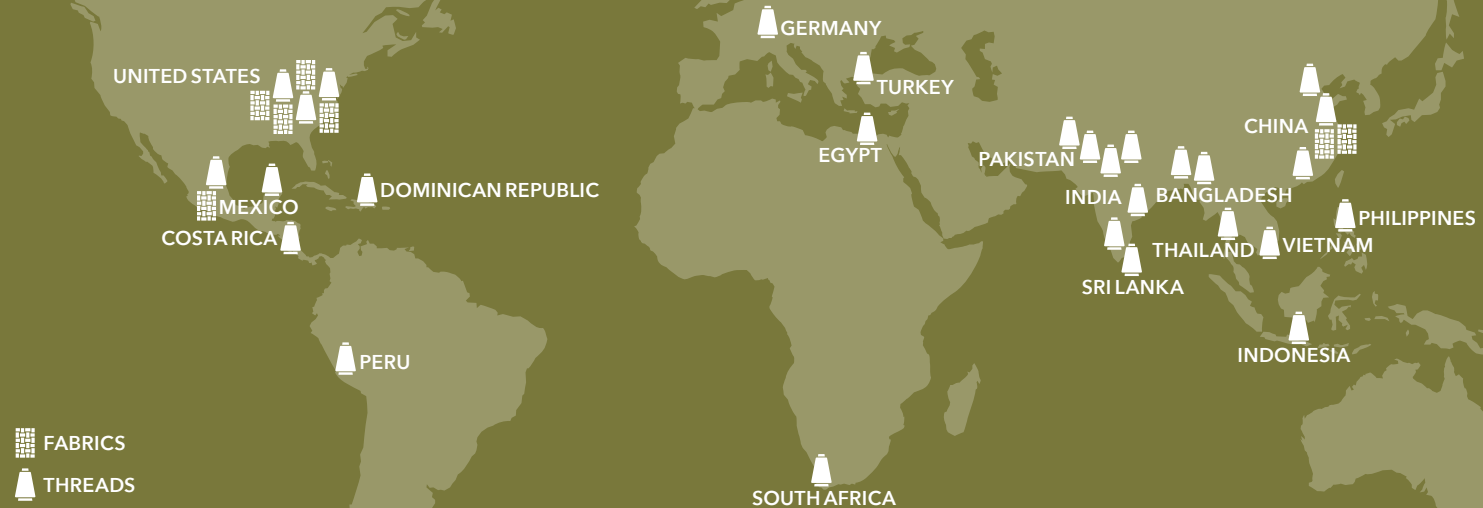 GERMANY
UNITED STATES
TURKEY
CHINA
EGYPT
PAKISTAN
DOMINICAN REPUBLIC
INDIA
BANGLADESH
MEXICO
PHILIPPINES
COSTA RICA
THAILAND
VIETNAM
SRI LANKA
INDONESIA
PERU
FABRICS
THREADS
SOUTH AFRICA